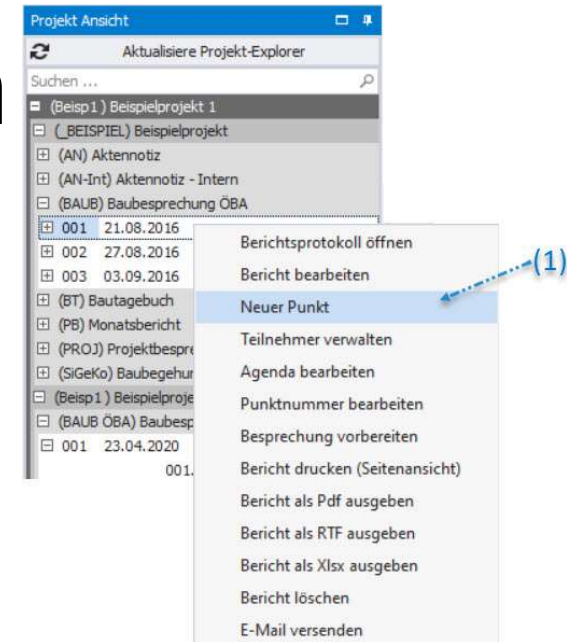 Projekt Ansicht
Aktualisiere Projekt-Explorer
Suchen ...
(Beisp1) Beispielprojekt 1
(_BEISPIEL) Beispielprojekt
(AN) Aktennotiz
(AN-Int) Aktennotiz - Intern
(BAUB) Baubesprechung ÖBA
001 21.08.2016
002 27.08.2016
003 03.09.2016
(BT) Bautagebuch
(PB) Monatsbericht
(PROJ) Projektbespre
(SiGeKo) Baubegehun
(Beisp1) Beispielproje
(BAUB ÖBA) Baubesp
001 23.04.2020
001.
Berichtsprotokoll öffnen
Bericht bearbeiten
Neuer Punkt
(1)
Teilnehmer verwalten
Agenda bearbeiten
Punktnummer bearbeiten
Besprechung vorbereiten
Bericht drucken (Seitenansicht)
Bericht als Pdf ausgeben
Bericht als RTF ausgeben
Bericht als Xlsx ausgeben
Bericht löschen
E-Mail versenden